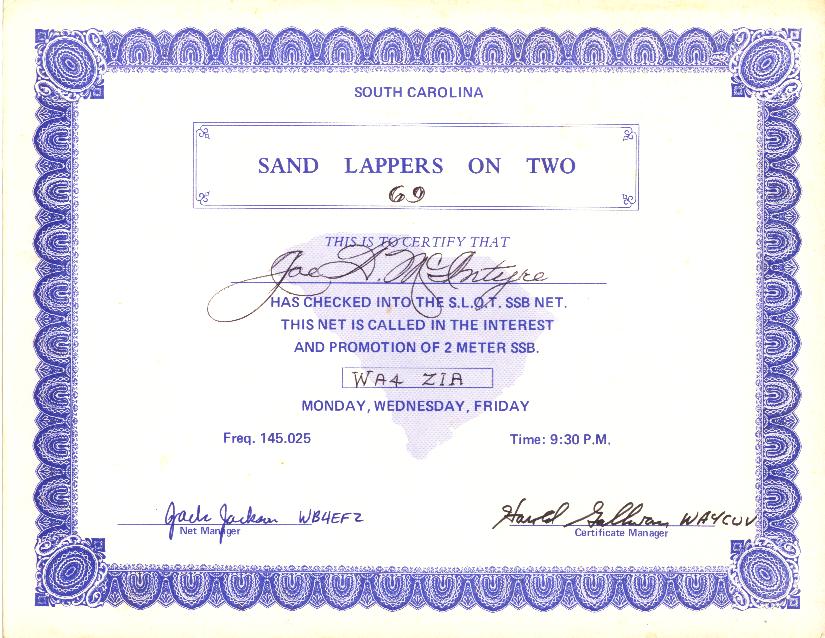 SOUTH CAROLINA
SAND LAPPERS ON TWO
69
THIS IS TO CERTIFY THAT
Joe A. McIntyre
HAS CHECKED INTO THE S.L.O.T. SSB NET.
THIS NET IS CALLED IN THE INTEREST
AND PROMOTION OF 2 METER SSB.
WA4 ZIA
MONDAY, WEDNESDAY, FRIDAY
Freq. 145.025 Time: 9:30 P.M.
Jack Jackson WB4EFZ Harold WA4CUV
Net Manager Certificate Manager